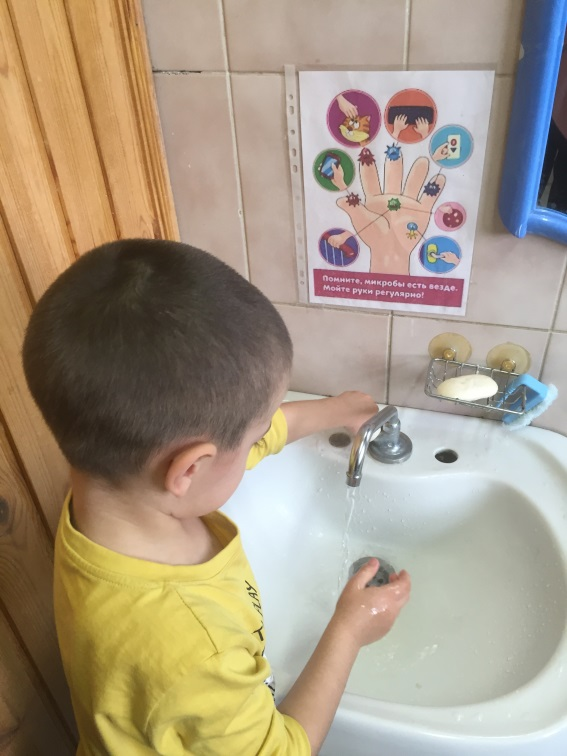 Помните, микробы есть везде.
Мойте руки регулярно!